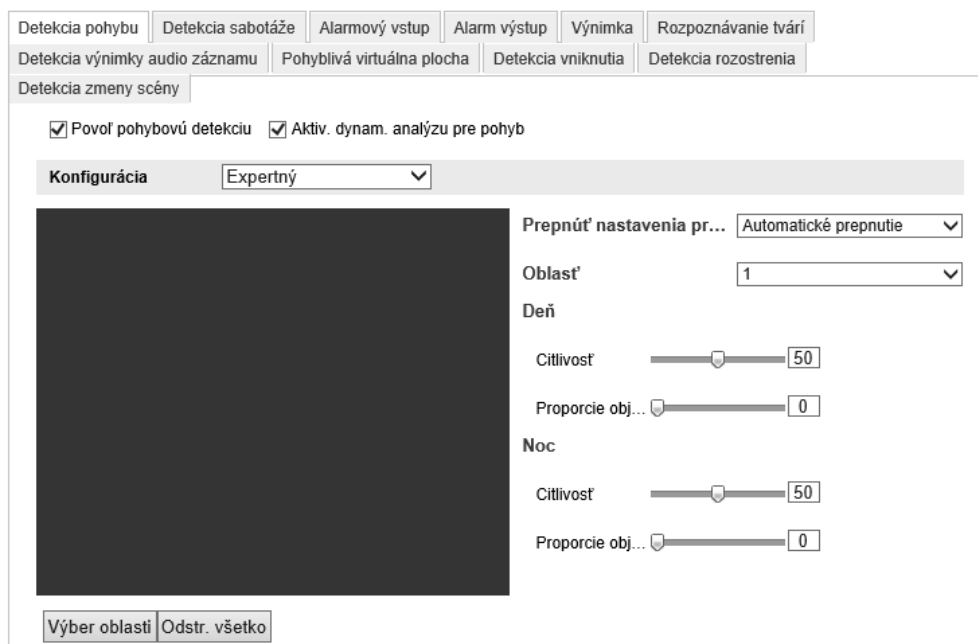 Detekcia pohybu Detekcia sabotáže Alarmový vstup Alarm výstup Výnimka Rozpoznávanie tvárí
Detekcia výnimky audio záznamu Pohyblivá virtuálna plocha Detekcia vniknutia Detekcia rozostrenia
Detekcia zmeny scény
Povoľ pohybovú detekciu Aktiv. dynam. analýzu pre pohyb
Konfigurácia Expertný
Prepnúť nastavenia pr... Automatické prepnutie
Oblasť 1
Deň
Citlivosť 50
Proporcie obj... 0
Noc
Citlivosť 50
Proporcie obj... 0
Výber oblasti Odstr. všetko